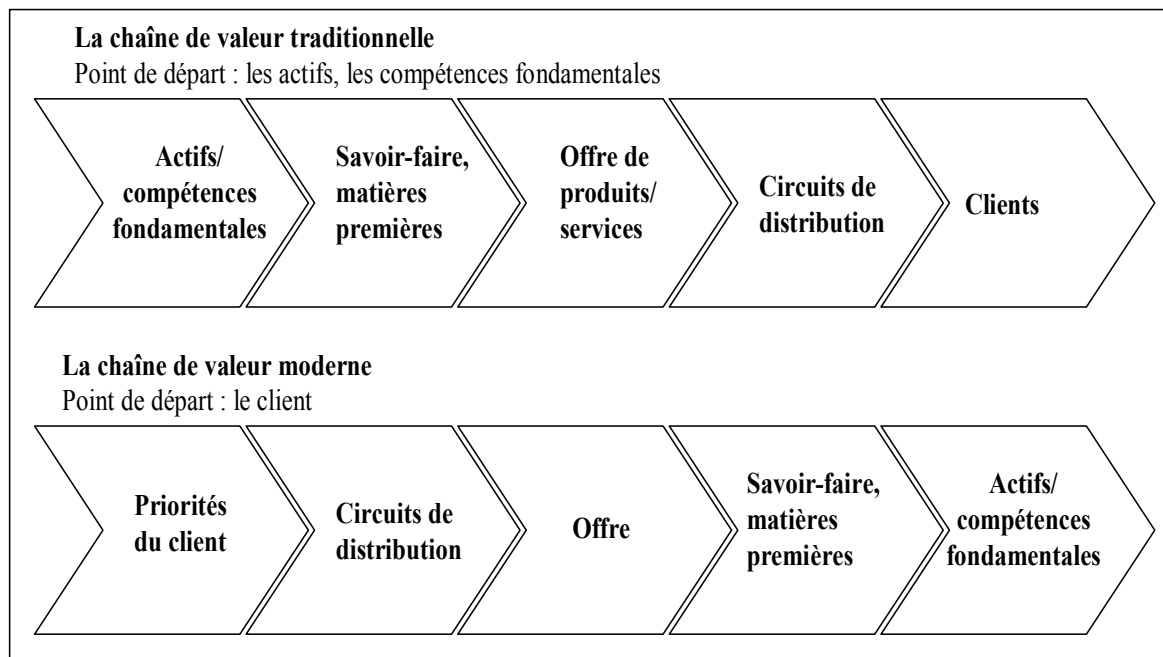 La chaîne de valeur traditionnelle
Point de départ : les actifs, les compétences fondamentales
Actifs/
compétences
fondamentales
Savoir-faire,
matières
premières
Offre de
produits/
services
Circuits de
distribution
Clients
La chaîne de valeur moderne
Point de départ : le client
Priorités
du client
Circuits de
distribution
Offre
Savoir-faire,
matières
premières
Actifs/
compétences
fondamentales